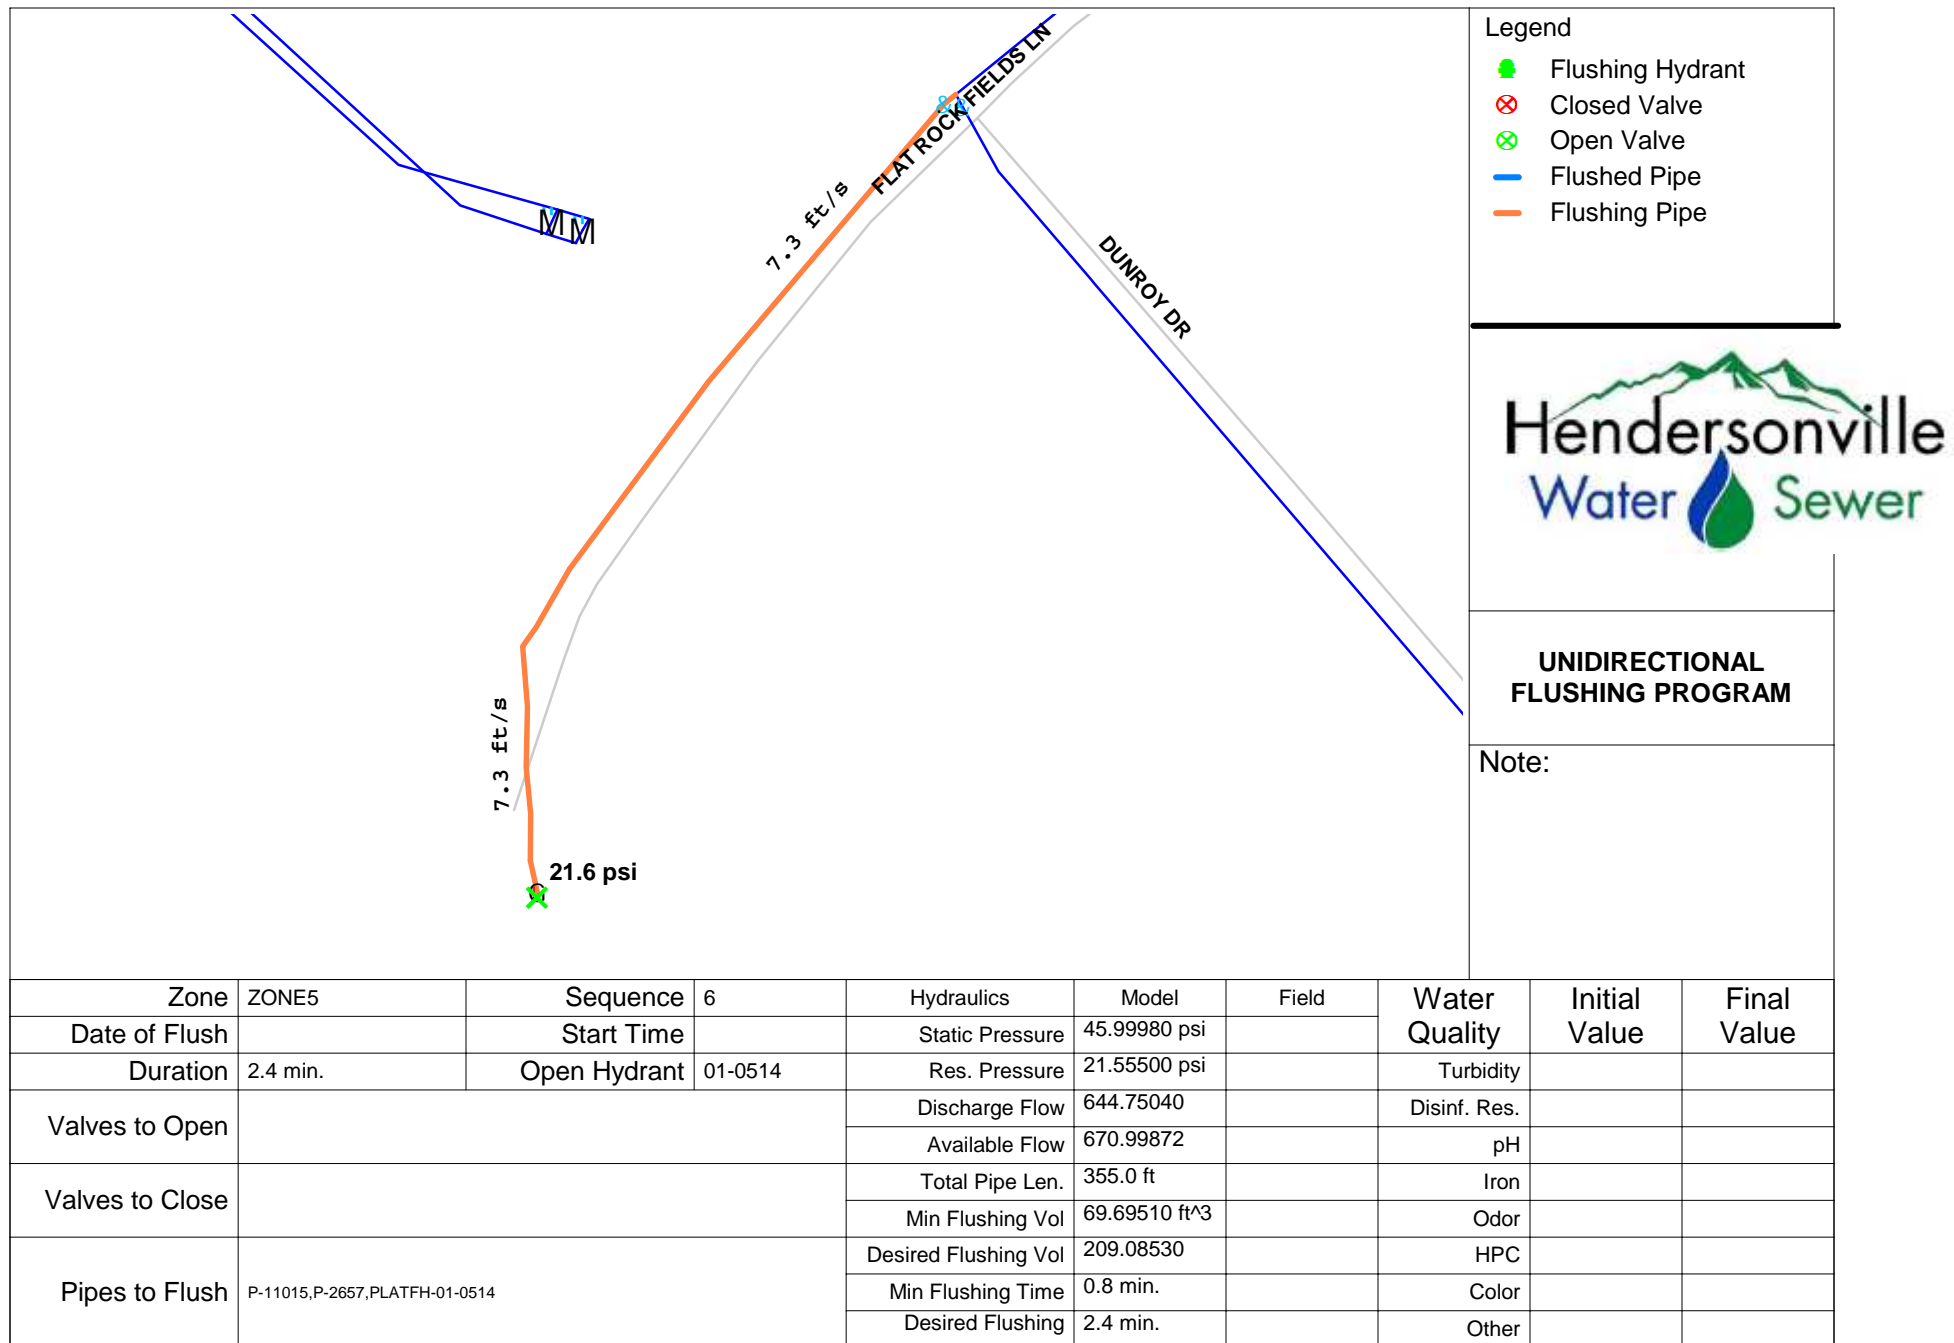 FLAT ROCK FIELDS LN
& &
7.3 ft/s
DUNROY DR
M M
7.3 ft/s
21.6 psi
Legend
Flushing Hydrant
Closed Valve
Open Valve
Flushed Pipe
Flushing Pipe
Hendersonville
Water Sewer
UNIDIRECTIONAL
FLUSHING PROGRAM
Note:
Zone ZONE5 Sequence 6 Hydraulics Model Field Water Quality Initial Value Final Value
Date of Flush Start Time Static Pressure 45.99980 psi
Duration 2.4 min. Open Hydrant 01-0514 Res. Pressure 21.55500 psi Turbidity
Valves to Open Discharge Flow 644.75040 Disinf. Res.
Available Flow 670.99872 pH
Valves to Close Total Pipe Len. 355.0 ft Iron
Min Flushing Vol 69.69510 ft^3 Odor
Pipes to Flush P-11015,P-2657,PLATFH-01-0514 Desired Flushing Vol 209.08530 HPC
Min Flushing Time 0.8 min. Color
Desired Flushing 2.4 min. Other